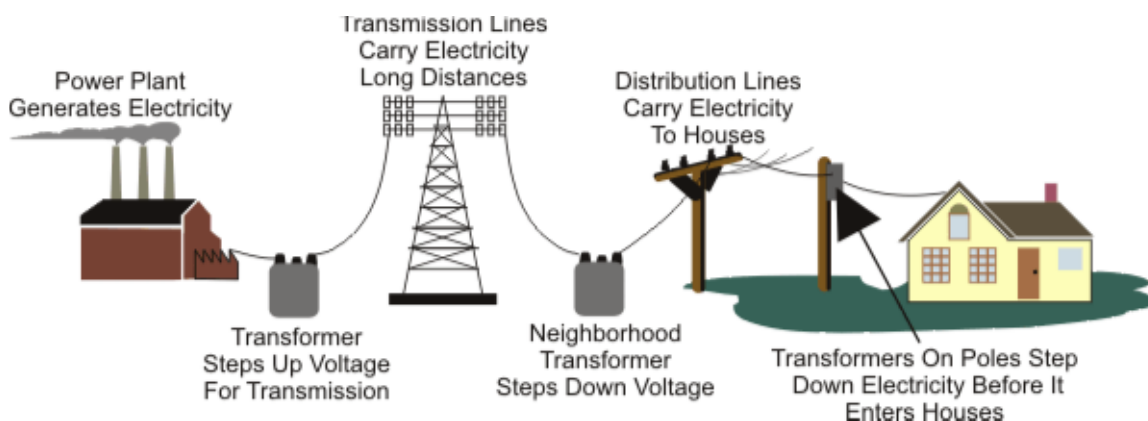 Power Plant
Generates Electricity
Transmission Lines
Carry Electricity
Long Distances
Distribution Lines
Carry Electricity
To Houses
Transformer
Steps Up Voltage
For Transmission
Neighborhood
Transformer
Steps Down Voltage
Transformers On Poles Step
Down Electricity Before It
Enters Houses